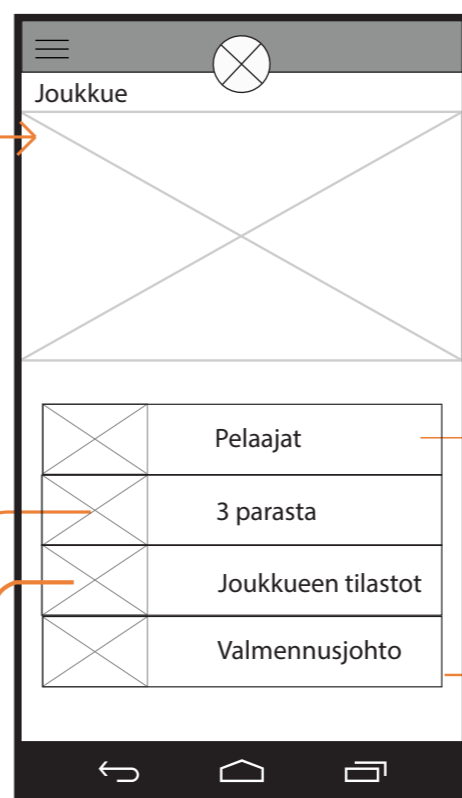 Joukkue
Pelaajat
3 parasta
Joukkueen tilastot
Valmennusjohto